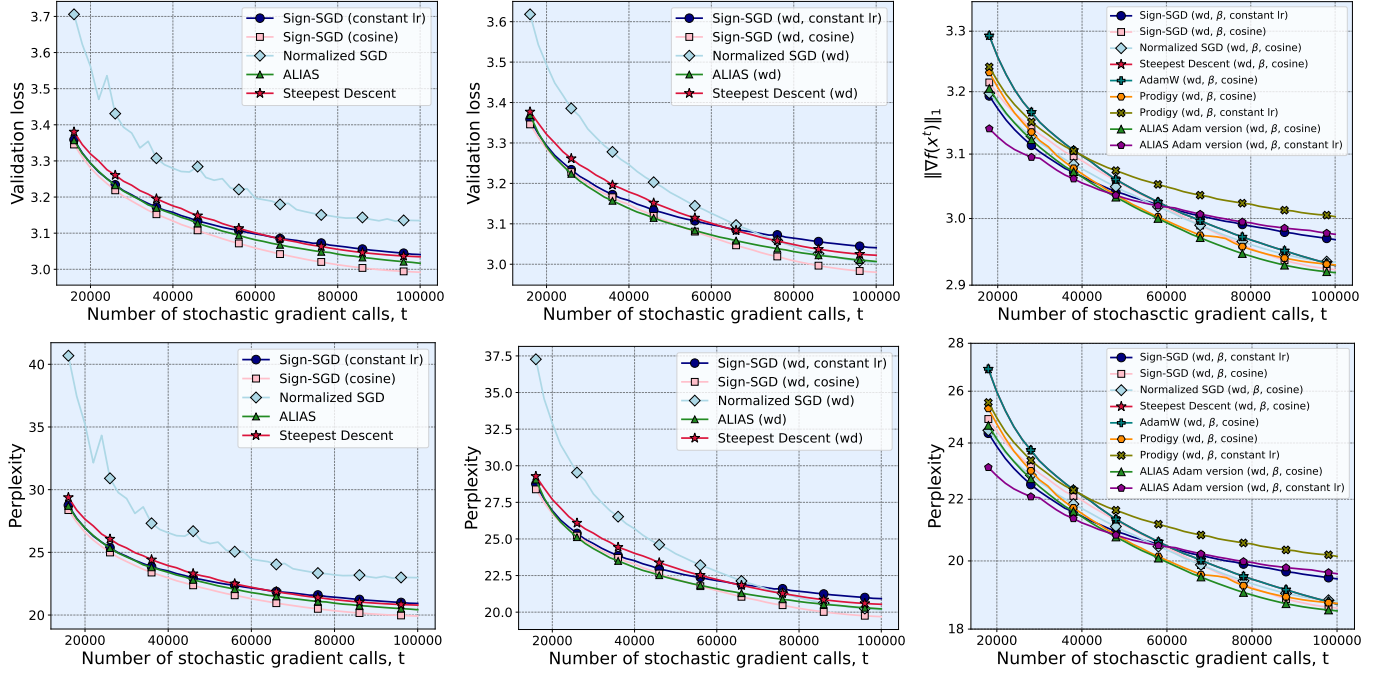 Validation loss
3.7
3.6
3.5
3.4
3.3
3.2
3.1
3.0
Sign-SGD (constant lr)
Sign-SGD (cosine)
Normalized SGD
ALIAS
Steepest Descent
20000 40000 60000 80000 100000
Number of stochastic gradient calls, t
Validation loss
3.6
3.5
3.4
3.3
3.2
3.1
3.0
Sign-SGD (wd, constant lr)
Sign-SGD (wd, cosine)
Normalized SGD (wd)
ALIAS (wd)
Steepest Descent (wd)
20000 40000 60000 80000 100000
Number of stochastic gradient calls, t
‖∇f(x^t)‖₁
3.3
3.2
3.1
3.0
2.9
Sign-SGD (wd, β, constant lr)
Sign-SGD (wd, β, cosine)
Normalized SGD (wd, β, cosine)
Steepest Descent (wd, β, cosine)
AdamW (wd, β, cosine)
Prodigy (wd, β, cosine)
Prodigy (wd, β, constant lr)
ALIAS Adam version (wd, β, cosine)
ALIAS Adam version (wd, β, constant lr)
20000 40000 60000 80000 100000
Number of stochasctic gradient calls, t
Perplexity
40
35
30
25
20
Sign-SGD (constant lr)
Sign-SGD (cosine)
Normalized SGD
ALIAS
Steepest Descent
20000 40000 60000 80000 100000
Number of stochastic gradient calls, t
Perplexity
37.5
35.0
32.5
30.0
27.5
25.0
22.5
20.0
Sign-SGD (wd, constant lr)
Sign-SGD (wd, cosine)
Normalized SGD (wd)
ALIAS (wd)
Steepest Descent (wd)
20000 40000 60000 80000 100000
Number of stochastic gradient calls, t
Perplexity
28
26
24
22
20
18
Sign-SGD (wd, β, constant lr)
Sign-SGD (wd, β, cosine)
Normalized SGD (wd, β, cosine)
Steepest Descent (wd, β, cosine)
AdamW (wd, β, cosine)
Prodigy (wd, β, cosine)
Prodigy (wd, β, constant lr)
ALIAS Adam version (wd, β, cosine)
ALIAS Adam version (wd, β, constant lr)
20000 40000 60000 80000 100000
Number of stochasctic gradient calls, t